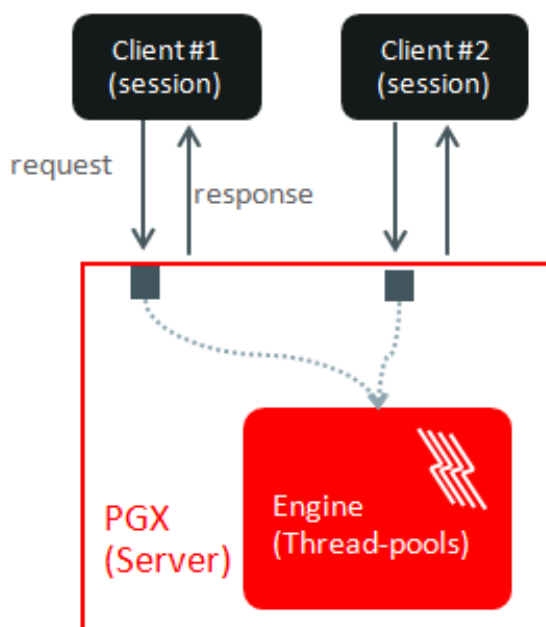 Client #1
(session)
Client #2
(session)
request
response
PGX
(Server)
Engine
(Thread-pools)